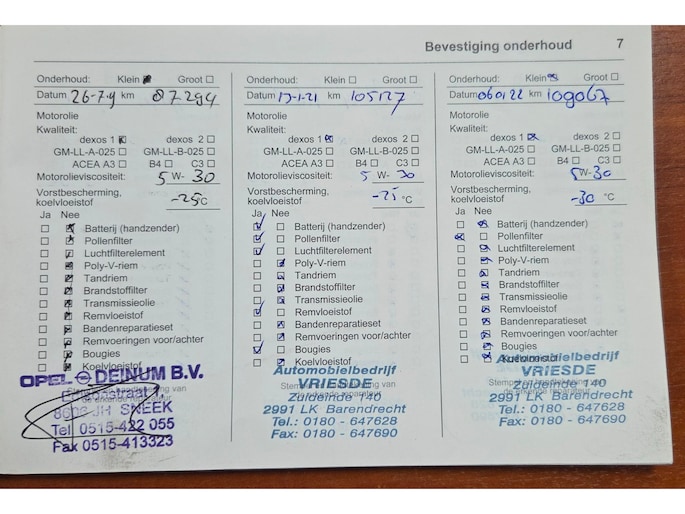 Bevestiging onderhoud 7
Onderhoud: Klein Groot
Datum 26-7-19 km 87294
Motorolie
Kwaliteit:
dexos 1 dexos 2
GM-LL-A-025 GM-LL-B-025
ACEA A3 B4 C3
Motorolieviscositeit: 5 W- 30
Vorstbescherming,
koelvloeistof -25°C
Ja Nee
Batterij (handzender)
Pollenfilter
Luchtfilterelement
Poly-V-riem
Tandriem
Brandstoffilter
Transmissieolie
Remvloeistof
Bandenreparatieset
Remvoeringen voor/achter
Bougies
Koelvloeistof
OPEL DEINUM B.V.
JH SNEEK
Tel 0515-422 055
Fax 0515-413323
Onderhoud: Klein Groot
Datum km 105127
Motorolie
Kwaliteit:
dexos 1 dexos 2
GM-LL-A-025 GM-LL-B-025
ACEA A3 B4 C3
Motorolieviscositeit: 5 W- 30
Vorstbescherming,
koelvloeistof -25 °C
Ja Nee
Batterij (handzender)
Pollenfilter
Luchtfilterelement
Poly-V-riem
Tandriem
Brandstoffilter
Transmissieolie
Remvloeistof
Bandenreparatieset
Remvoeringen voor/achter
Bougies
Koelvloeistof
Automobielbedrijf
VRIESDE
Zuideinde 140
2991 LK Barendrecht
Tel.: 0180 - 647628
Fax: 0180 - 647690
Onderhoud: Klein Groot
Datum 060122 km 109067
Motorolie
Kwaliteit:
dexos 1 dexos 2
GM-LL-A-025 GM-LL-B-025
ACEA A3 B4 C3
Motorolieviscositeit: 5W-30
Vorstbescherming,
koelvloeistof -30 °C
Ja Nee
Batterij (handzender)
Pollenfilter
Luchtfilterelement
Poly-V-riem
Tandriem
Brandstoffilter
Transmissieolie
Remvloeistof
Bandenreparatieset
Remvoeringen voor/achter
Bougies
Koelvloeistof
Automobielbedrijf
VRIESDE
Zuideinde 140
2991 LK Barendrecht
Tel.: 0180 - 647628
Fax: 0180 - 647690